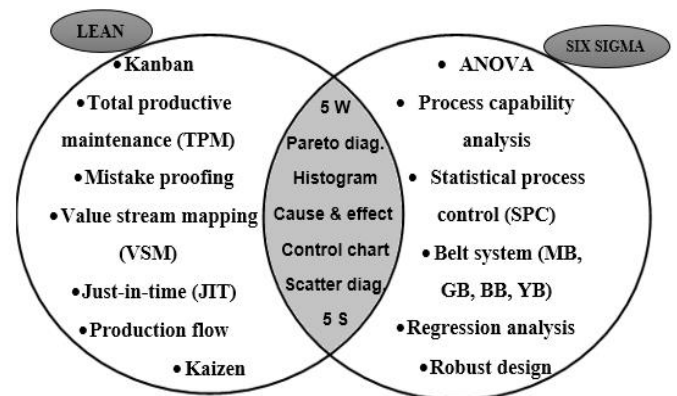 LEAN
• Kanban
• Total productive
maintenance (TPM)
• Mistake proofing
• Value stream mapping
(VSM)
• Just-in-time (JIT)
• Production flow
• Kaizen
5 W
Pareto diag.
Histogram
Cause & effect
Control chart
Scatter diag.
5 S
SIX SIGMA
• ANOVA
• Process capability
analysis
• Statistical process
control (SPC)
• Belt system (MB,
GB, BB, YB)
• Regression analysis
• Robust design